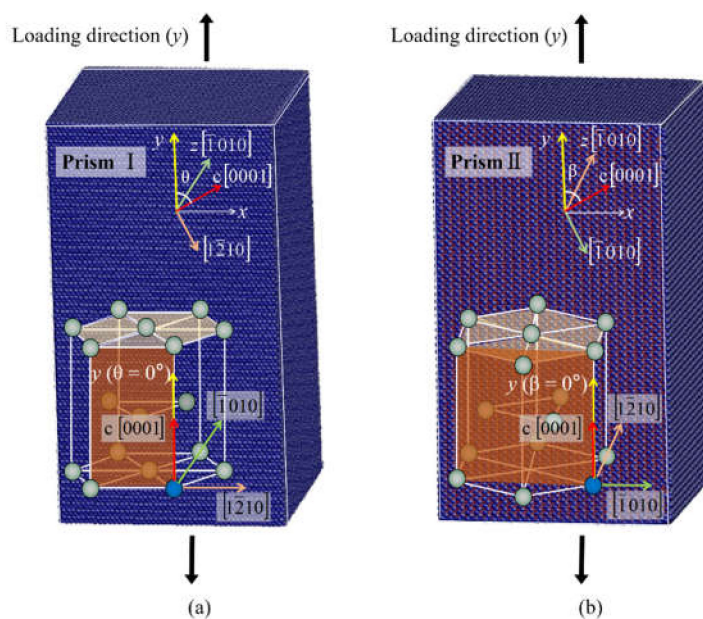 Loading direction (y)
Prism Ⅰ
y
z[1̄010]
θ
c[0001]
x
[12̄10]
y (θ = 0°)
[1̄010]
c [0001]
[12̄10]
(a)
Loading direction (y)
Prism Ⅱ
y
z[1̄010]
β
c[0001]
x
[1̄010]
y (β = 0°)
[12̄10]
c [0001]
[1̄010]
(b)